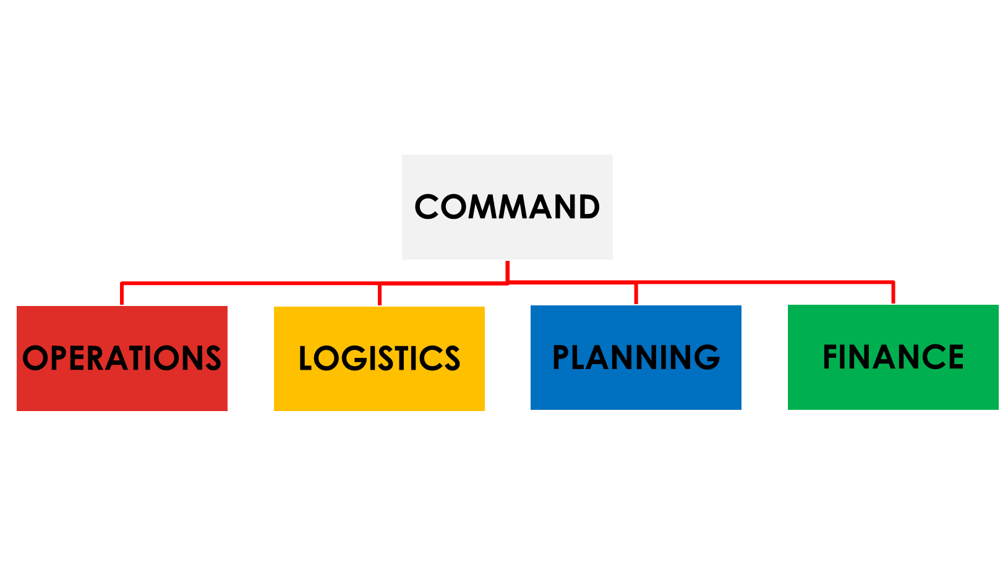 COMMAND
OPERATIONS
LOGISTICS
PLANNING
FINANCE